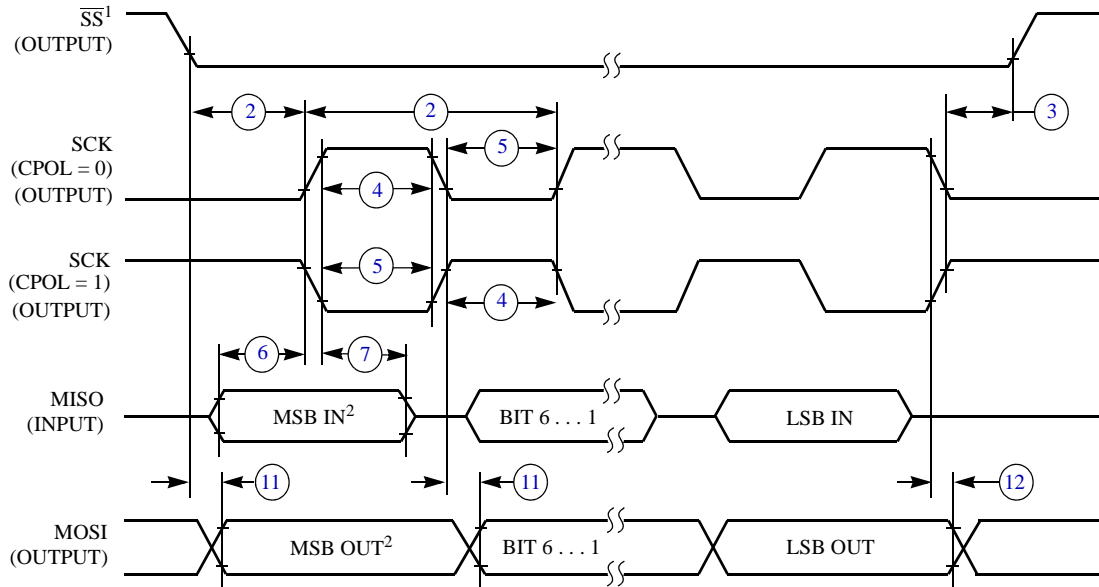 SS¹
(OUTPUT)
2
2
3
SCK
(CPOL = 0)
(OUTPUT)
5
4
SCK
(CPOL = 1)
(OUTPUT)
5
4
6
7
MISO
(INPUT)
MSB IN²
BIT 6 . . . 1
LSB IN
11
11
12
MOSI
(OUTPUT)
MSB OUT²
BIT 6 . . . 1
LSB OUT